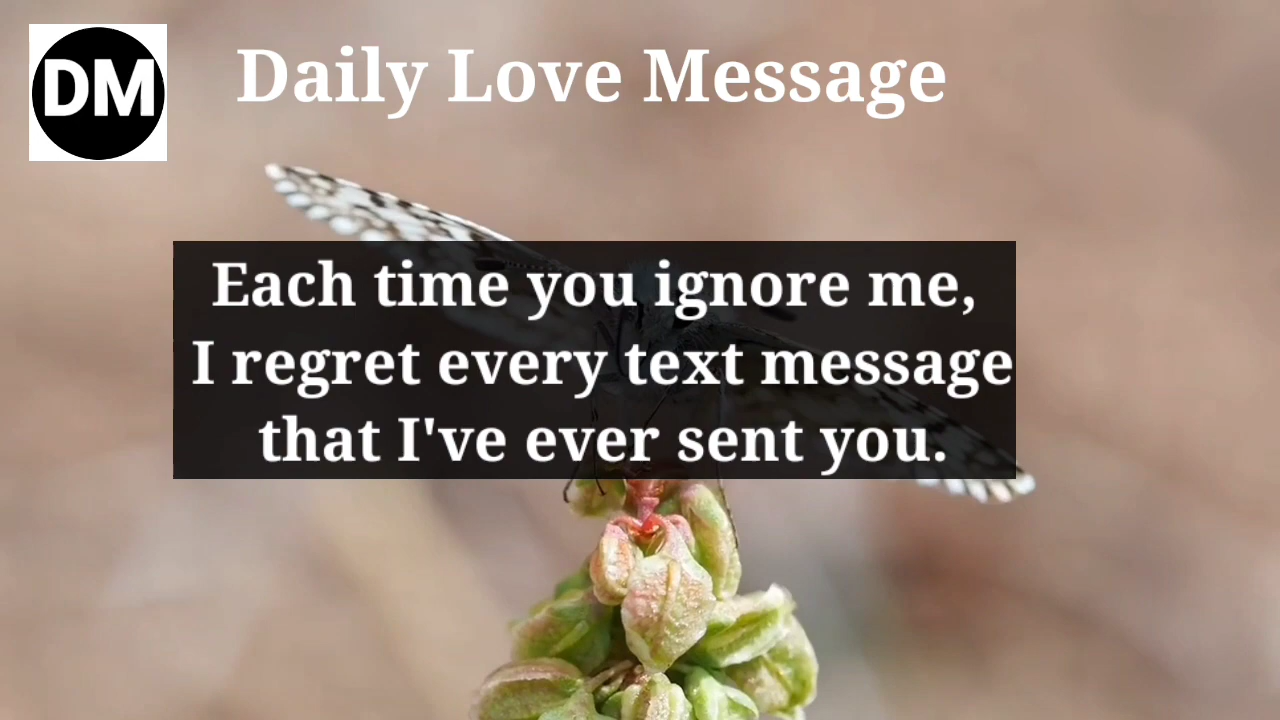 DM
Daily Love Message
Each time you ignore me,
I regret every text message
that I've ever sent you.